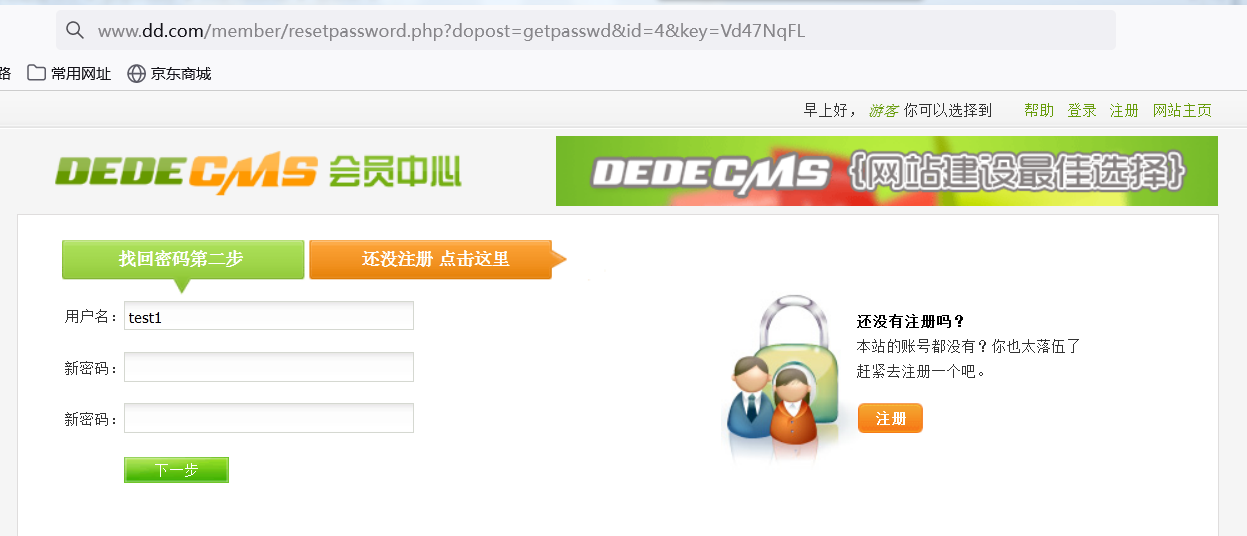 www.dd.com/member/resetpassword.php?dopost=getpasswd&id=4&key=Vd47NqFL
路 常用网址 京东商城
早上好， 游客 你可以选择到 帮助 登录 注册 网站主页
DEDECMS 会员中心
DEDECMS {网站建设最佳选择}
找回密码第二步 还没注册 点击这里
用户名： test1
新密码：
新密码：
下一步
还没有注册吗？
本站的账号都没有？你也太落伍了
赶紧去注册一个吧。
注册